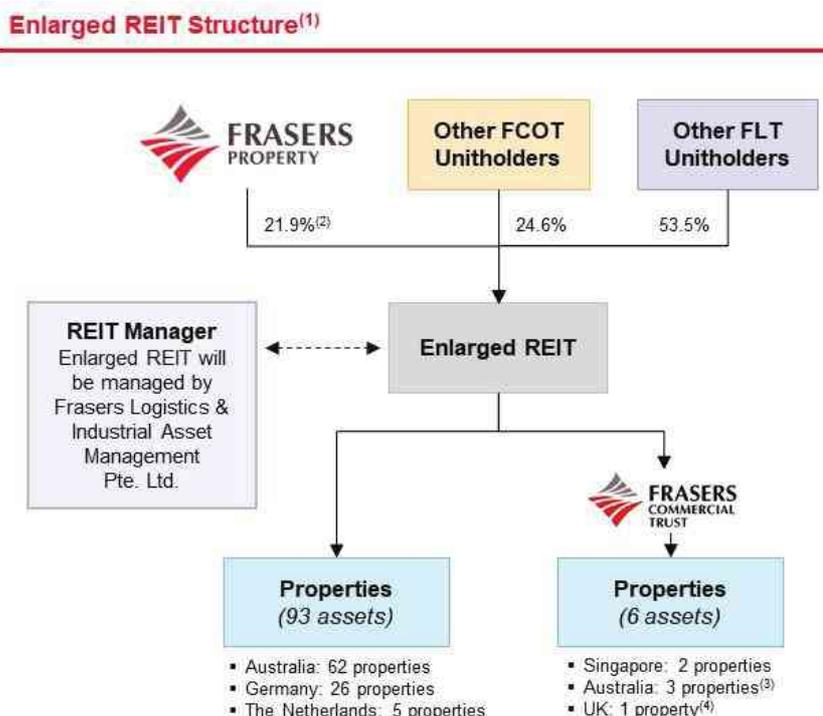 Enlarged REIT Structure(1)
FRASERS
PROPERTY
Other FCOT
Unitholders
Other FLT
Unitholders
21.9%(2)
24.6%
53.5%
REIT Manager
Enlarged REIT will
be managed by
Frasers Logistics &
Industrial Asset
Management
Pte. Ltd.
Enlarged REIT
FRASERS
COMMERCIAL
TRUST
Properties
(93 assets)
Properties
(6 assets)
▪ Australia: 62 properties
▪ Germany: 26 properties
▪ The Netherlands: 5 properties
▪ Singapore: 2 properties
▪ Australia: 3 properties(3)
▪ UK: 1 property(4)